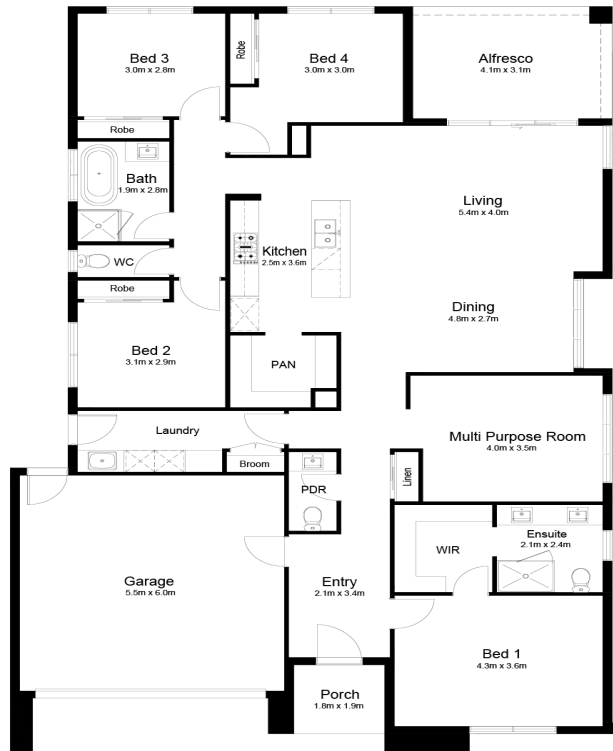 Bed 3
3.0m x 2.8m
Robe
Bed 4
3.0m x 3.0m
Alfresco
4.1m x 3.1m
Robe
Bath
1.9m x 2.8m
Living
5.4m x 4.0m
Kitchen
2.5m x 3.6m
WC
Robe
Dining
4.8m x 2.7m
Bed 2
3.1m x 2.9m
PAN
Laundry
Broom
Multi Purpose Room
4.0m x 3.5m
Linen
PDR
Ensuite
2.1m x 2.4m
WIR
Garage
5.5m x 6.0m
Entry
2.1m x 3.4m
Bed 1
4.3m x 3.6m
Porch
1.8m x 1.9m